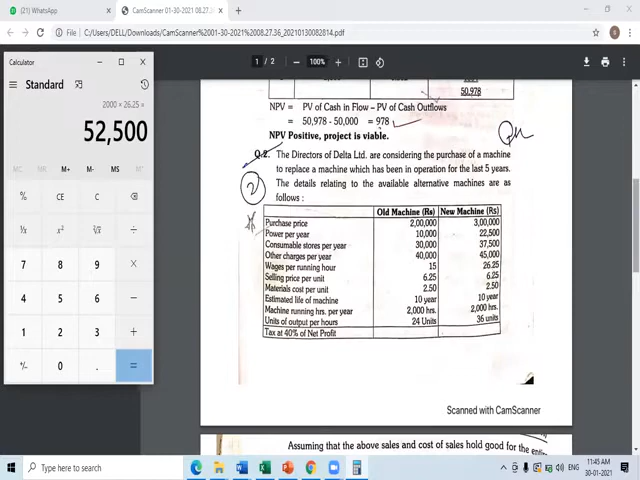 (21) WhatsApp
CamScanner 01-30-2021 08.27.36
C:/Users/DELL/Downloads/CamScanner%2001-30-2021%2008.27.36_20210130082814.pdf
1 / 2
100%
Calculator
Standard
2000 × 26.25 =
52,500
MC MR M+ M- MS
% CE C
¹/x x² ²√x ÷
7 8 9 ×
4 5 6 −
1 2 3 +
+/- 0 . =
50,978
NPV = PV of Cash in Flow – PV of Cash Outflows
= 50,978 - 50,000 = 978
NPV Positive, project is viable.
Q.2. The Directors of Delta Ltd. are considering the purchase of a machine
to replace a machine which has been in operation for the last 5 years.
2 The details relating to the available alternative machines are as
follows :
Old Machine (Rs) New Machine (Rs)
Purchase price 2,00,000 3,00,000
Power per year 10,000 22,500
Consumable stores per year 30,000 37,500
Other charges per year 40,000 45,000
Wages per running hour 15 26.25
Selling price per unit 6.25 6.25
Materials cost per unit 2.50 2.50
Estimated life of machine 10 year 10 year
Machine running hrs. per year 2,000 hrs. 2,000 hrs.
Units of output per hours 24 Units 36 units
Tax at 40% of Net Profit
Scanned with CamScanner
Assuming that the above sales and cost of sales hold good for the
Type here to search
ENG
11:45 AM
30-01-2021